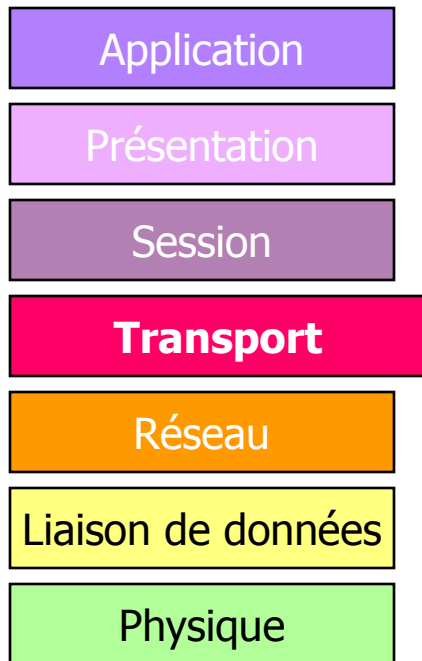 Application
Présentation
Session
Transport
Réseau
Liaison de données
Physique